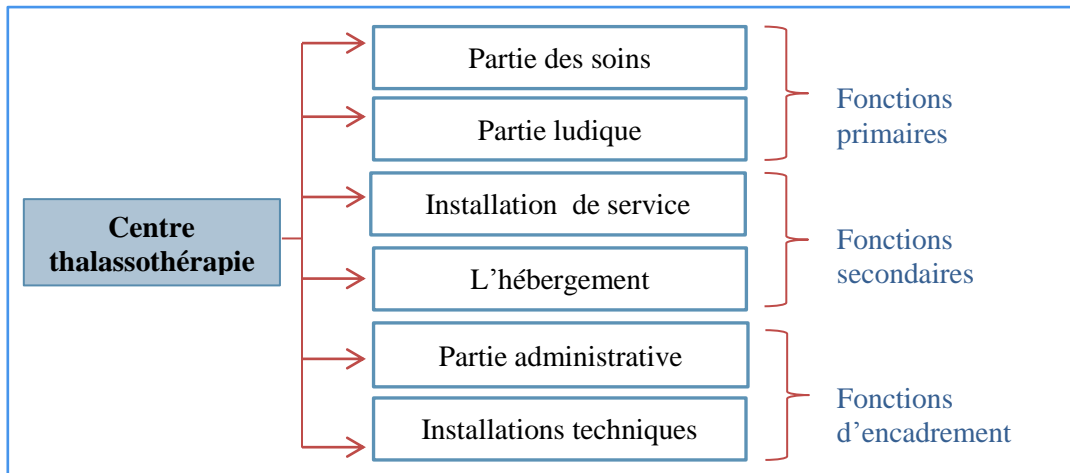 Partie des soins
Partie ludique
Fonctions
primaires
Centre
thalassothérapie
Installation de service
L’hébergement
Fonctions
secondaires
Partie administrative
Installations techniques
Fonctions
d’encadrement